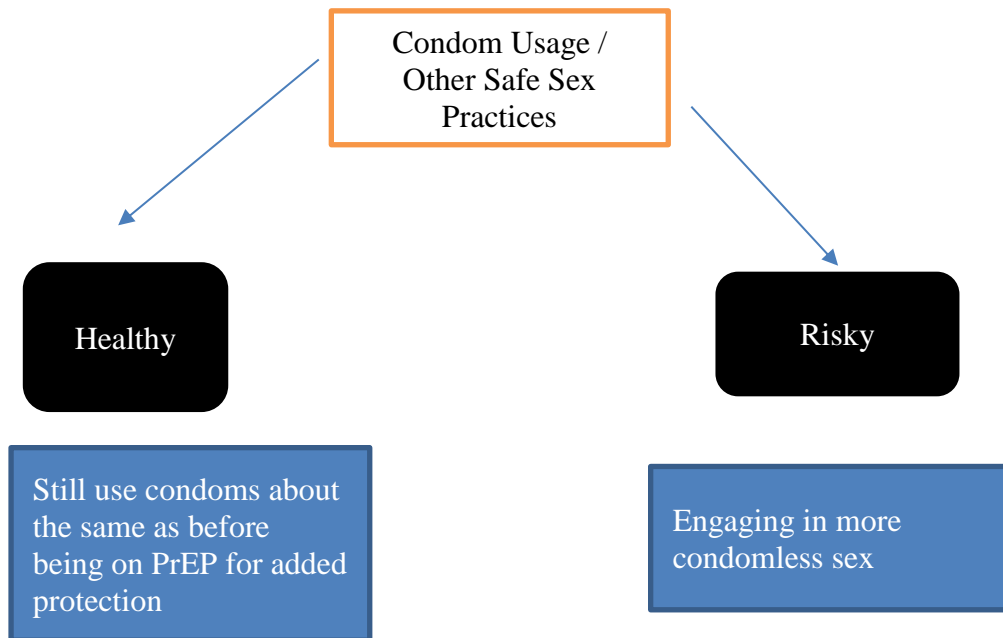 Condom Usage /
Other Safe Sex
Practices
Healthy
Risky
Still use condoms about
the same as before
being on PrEP for added
protection
Engaging in more
condomless sex